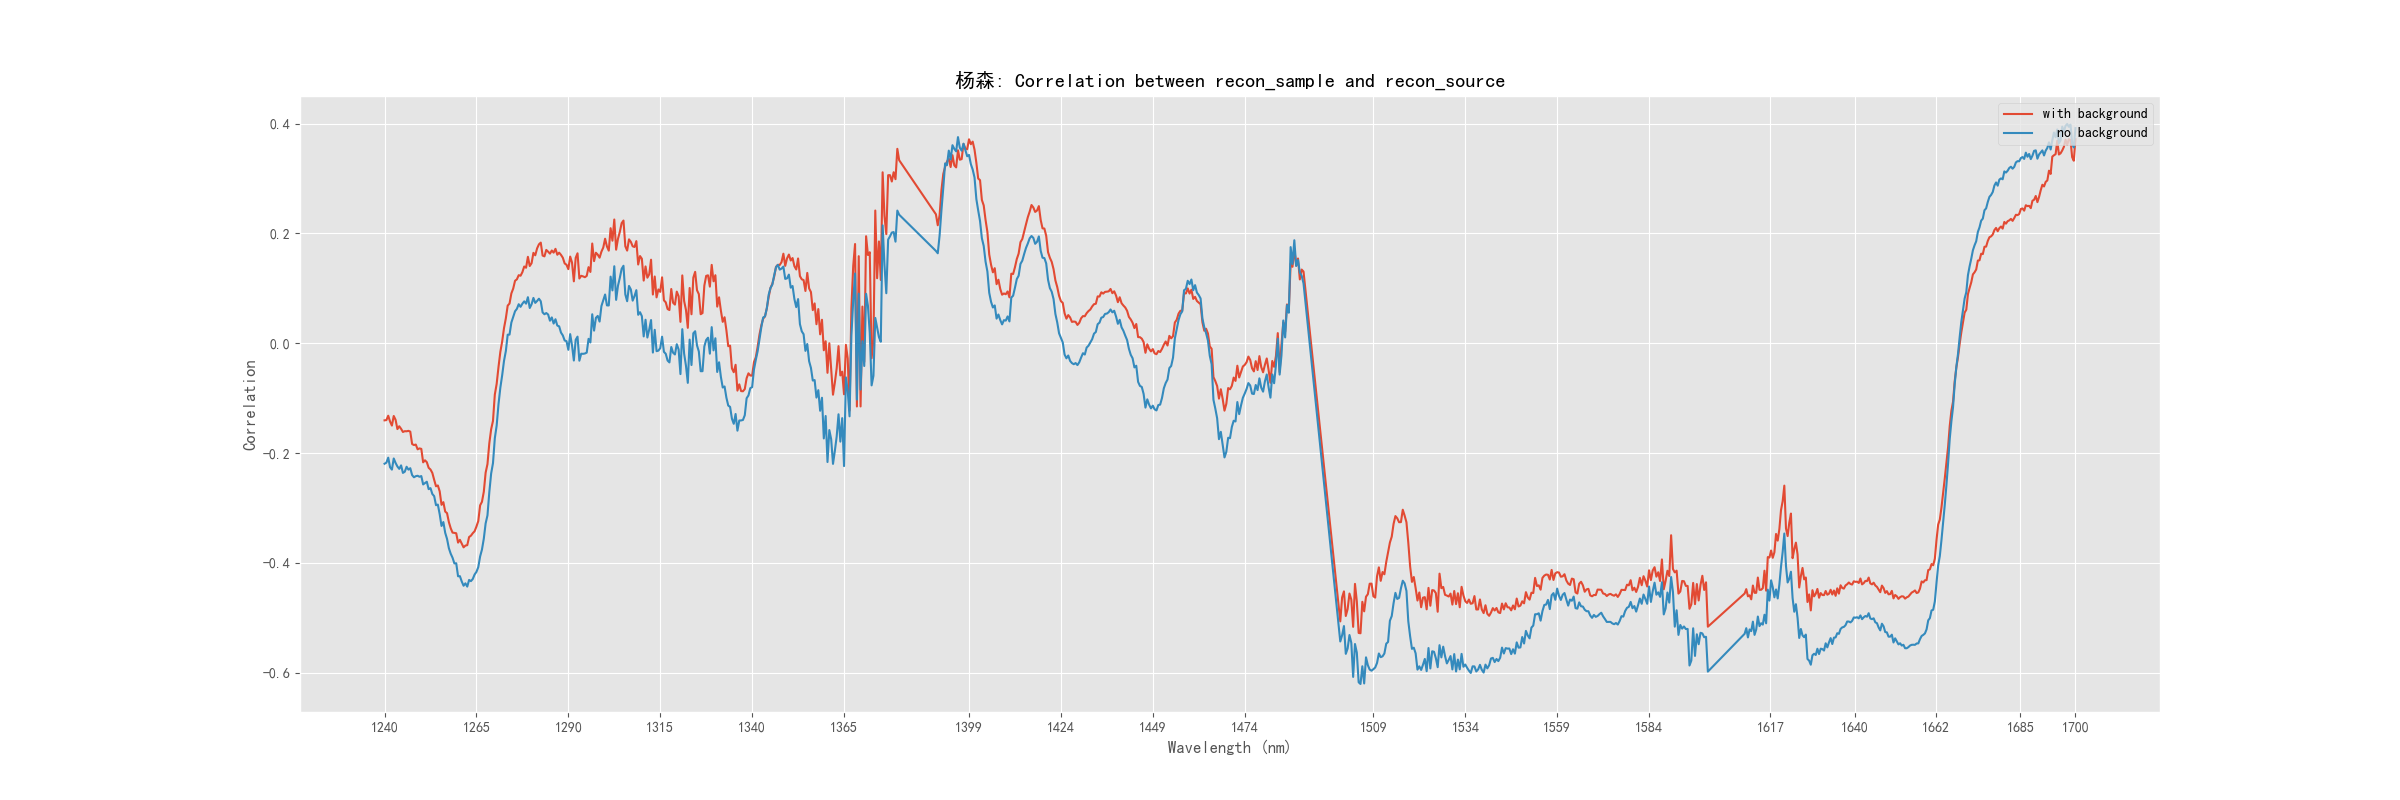 杨森: Correlation between recon_sample and recon_source
with background
no background
Correlation
0.4
0.2
0.0
-0.2
-0.4
-0.6
1240 1265 1290 1315 1340 1365 1399 1424 1449 1474 1509 1534 1559 1584 1617 1640 1662 1685 1700
Wavelength (nm)